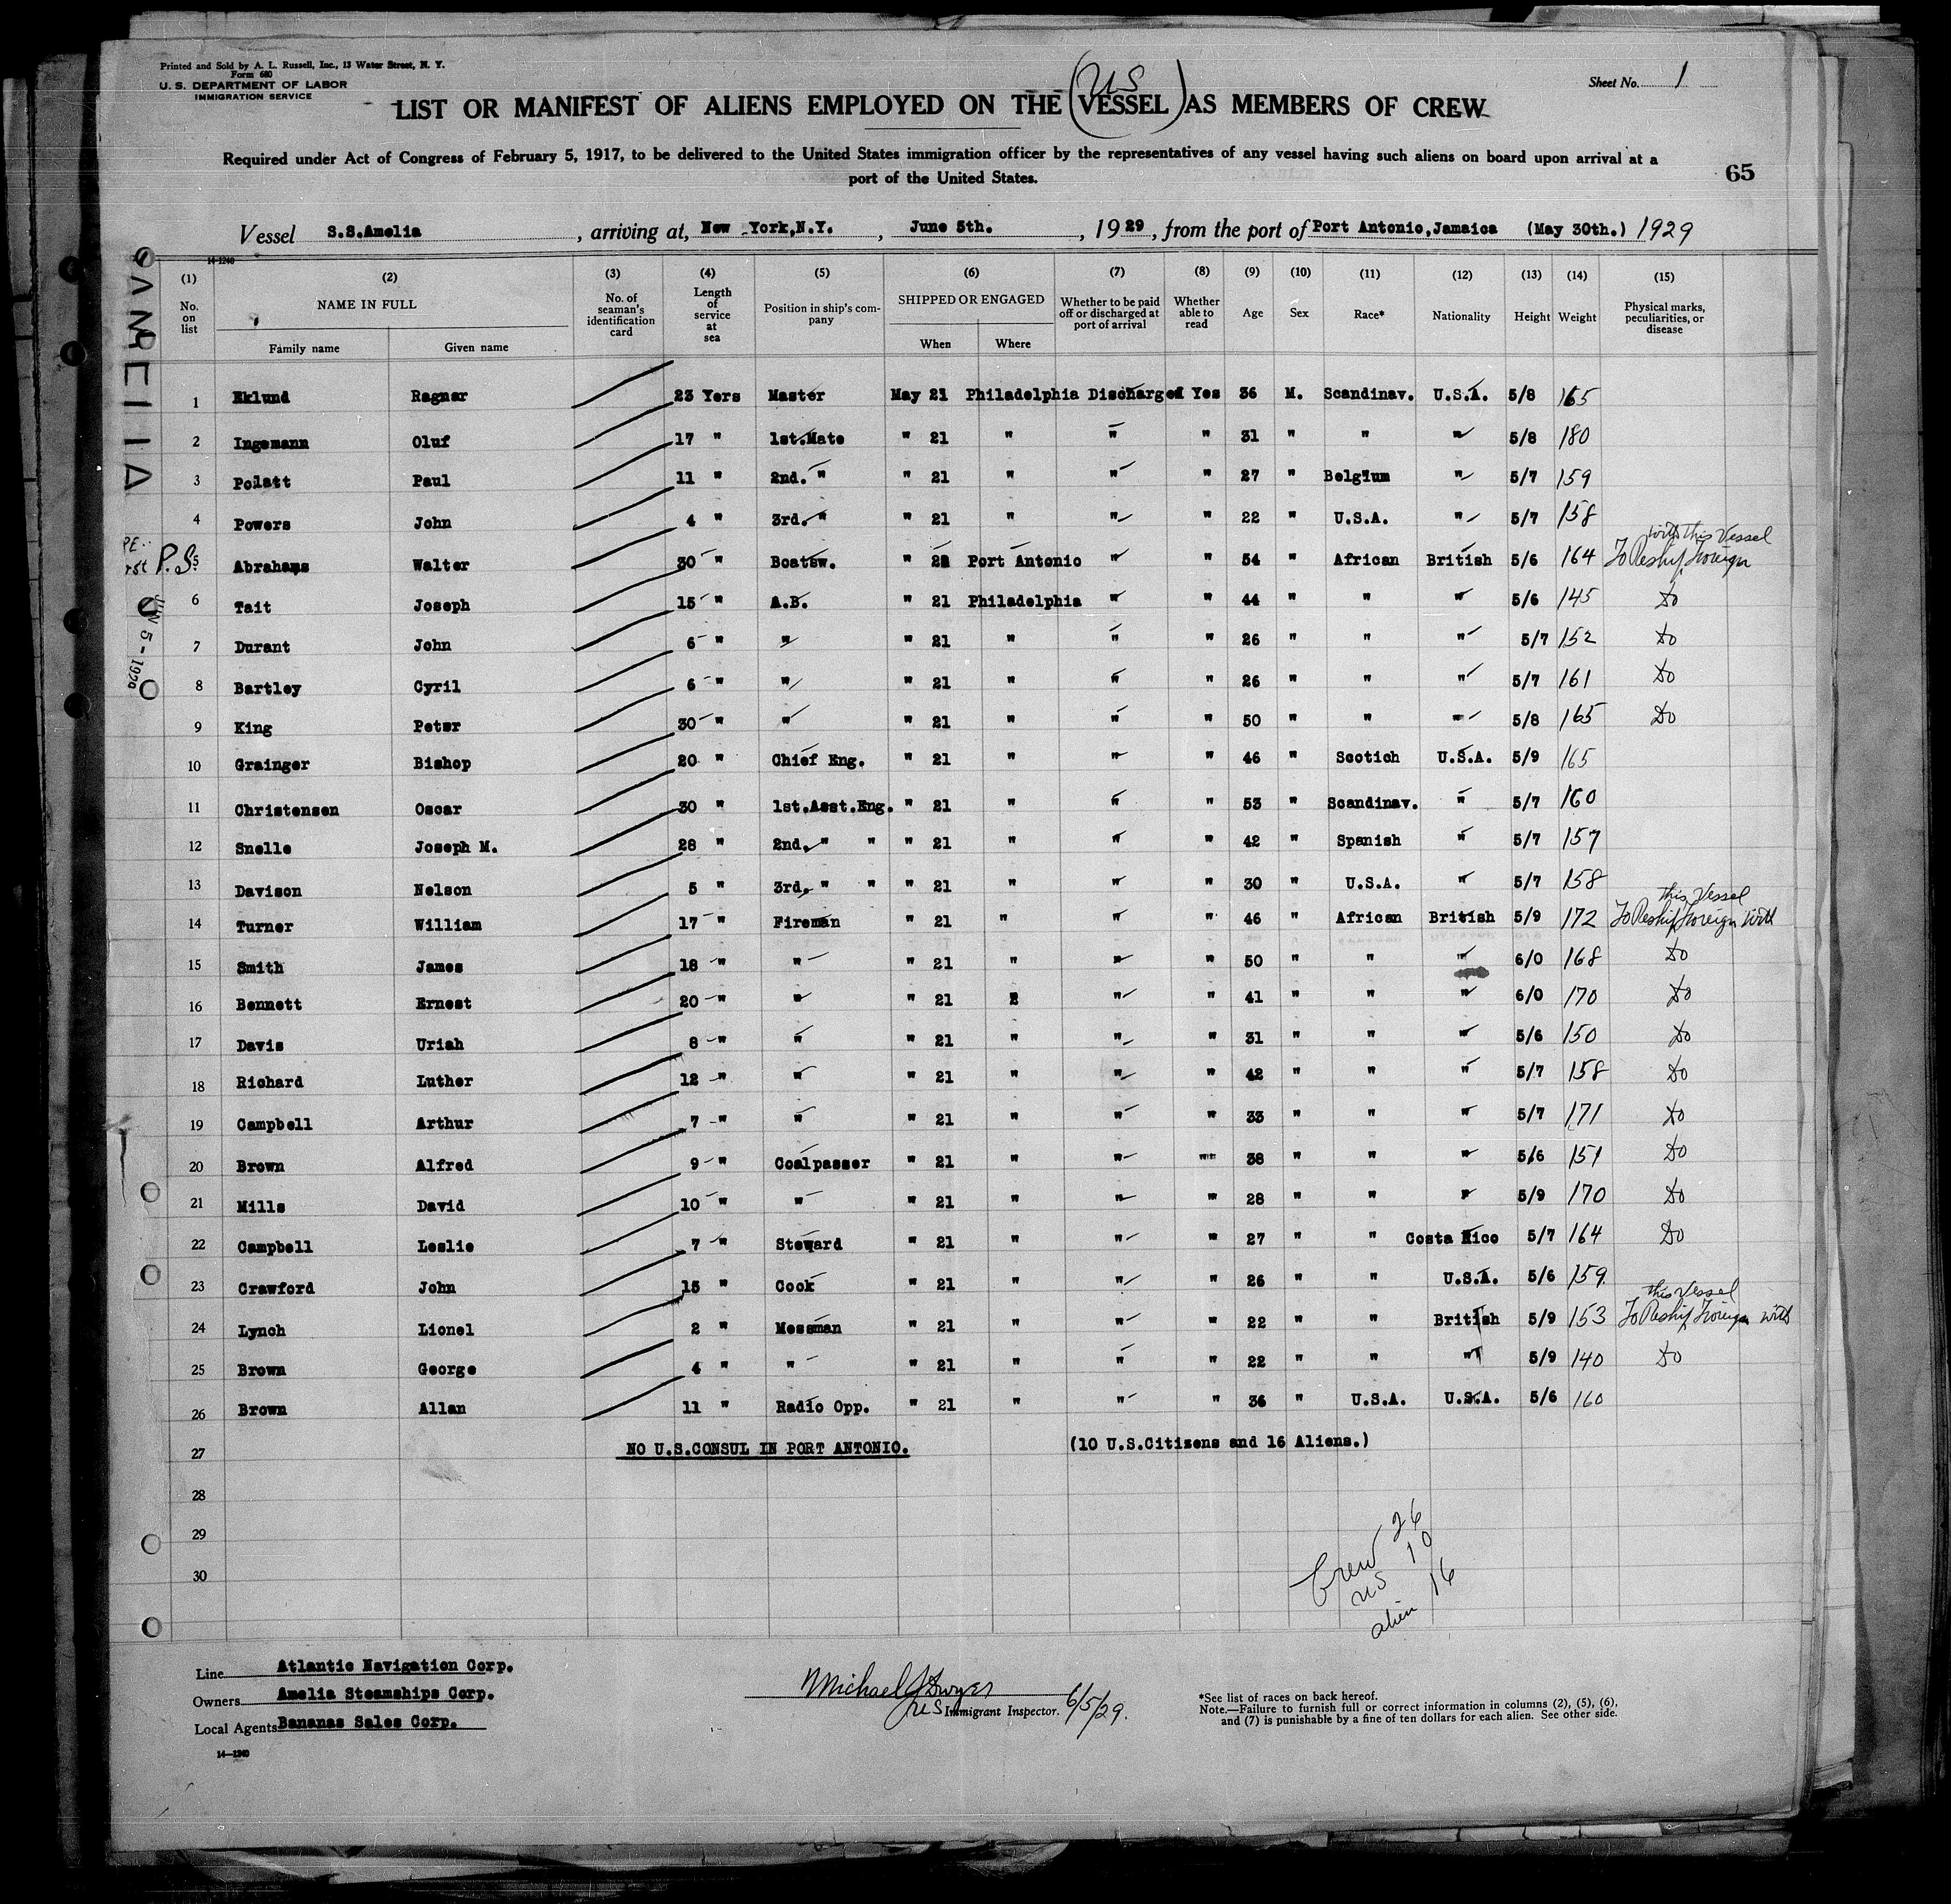 Printed and Sold by A. L. Russell, Inc., 13 Water Street, N. Y.
Form 680
U. S. DEPARTMENT OF LABOR
IMMIGRATION SERVICE
Sheet No. 1
US
LIST OR MANIFEST OF ALIENS EMPLOYED ON THE (VESSEL) AS MEMBERS OF CREW
Required under Act of Congress of February 5, 1917, to be delivered to the United States immigration officer by the representatives of any vessel having such aliens on board upon arrival at a
port of the United States.
65
Vessel S.S.Amelia, arriving at, New York,N.Y., June 5th., 1929, from the port of Port Antonio,Jamaica (May 30th.) 1929
14-1240
(1) (2) (3) (4) (5) (6) (7) (8) (9) (10) (11) (12) (13) (14) (15)
No. on list NAME IN FULL No. of seaman's identification card Length of service at sea Position in ship's company SHIPPED OR ENGAGED Whether to be paid off or discharged at port of arrival Whether able to read Age Sex Race* Nationality Height Weight Physical marks, peculiarities, or disease
Family name Given name When Where
1 Eklund Ragnar 23 Yers Master May 21 Philadelphia Discharged Yes 36 M. Scandinav. U.S.A. 5/8 165
2 Ingemann Oluf 17 " 1st.Mate " 21 " " " 31 " " " 5/8 180
3 Polatt Paul 11 " 2nd. " " 21 " " " 27 " Belgium " 5/7 159
4 Powers John 4 " 3rd. " " 21 " " " 22 " U.S.A. " 5/7 158
with this Vessel
P.S. 5 Abrahams Walter 30 " Boatsw. " 22 Port Antonio " " 54 " African British 5/6 164 To Reship Foreign
6 Tait Joseph 15 " A.B. " 21 Philadelphia " " 44 " " " 5/6 145 Do
7 Durant John 6 " " " 21 " " " 26 " " " 5/7 152 Do
8 Bartley Cyril 6 " " " 21 " " " 26 " " " 5/7 161 Do
9 King Peter 30 " " " 21 " " " 50 " " " 5/8 165 Do
10 Grainger Bishop 20 " Chief Eng. " 21 " " " 46 " Scotich U.S.A. 5/9 165
11 Christensen Oscar 30 " 1st.Asst.Eng. " 21 " " " 53 " Scandinav. " 5/7 160
12 Snelle Joseph M. 28 " 2nd. " " " 21 " " " 42 " Spanish " 5/7 157
13 Davison Nelson 5 " 3rd. " " " 21 " " " 30 " U.S.A. " 5/7 158
this Vessel
14 Turner William 17 " Fireman " 21 " " " 46 " African British 5/9 172 To Reship Foreign with
15 Smith James 18 " " " 21 " " " 50 " " " 6/0 168 Do
16 Bennett Ernest 20 " " " 21 " " " 41 " " " 6/0 170 Do
17 Davis Uriah 8 " " " 21 " " " 31 " " " 5/6 150 Do
18 Richard Luther 12 " " " 21 " " " 42 " " " 5/7 158 Do
19 Campbell Arthur 7 " " " 21 " " " 33 " " " 5/7 171 Do
20 Brown Alfred 9 " Coalpasser " 21 " " " 38 " " " 5/6 151 Do
21 Mills David 10 " " " 21 " " " 28 " " " 5/9 170 Do
22 Campbell Leslie 7 " Steward " 21 " " " 27 " " Costa Rico 5/7 164 Do
23 Crawford John 15 " Cook " 21 " " " 26 " " U.S.A. 5/6 159
this Vessel
24 Lynch Lionel 2 " Messman " 21 " " " 22 " " British 5/9 153 To Reship Foreign with
25 Brown George 4 " " " 21 " " " 22 " " " 5/9 140 Do
26 Brown Allan 11 " Radio Opp. " 21 " " " 36 " U.S.A. U.S.A. 5/6 160
27 NO U.S.CONSUL IN PORT ANTONIO. (10 U.S.Citizens and 16 Aliens.)
28
29
30
Crew 26
US 10
alien 16
Line Atlantic Navigation Corp.
Owners Amelia Steamships Corp.
Local Agents Bananas Sales Corp.
14-1240
Michael J Dwyer
US Immigrant Inspector. 6/5/29.
*See list of races on back hereof.
Note.—Failure to furnish full or correct information in columns (2), (5), (6),
and (7) is punishable by a fine of ten dollars for each alien. See other side.
JUN 5 - 1929